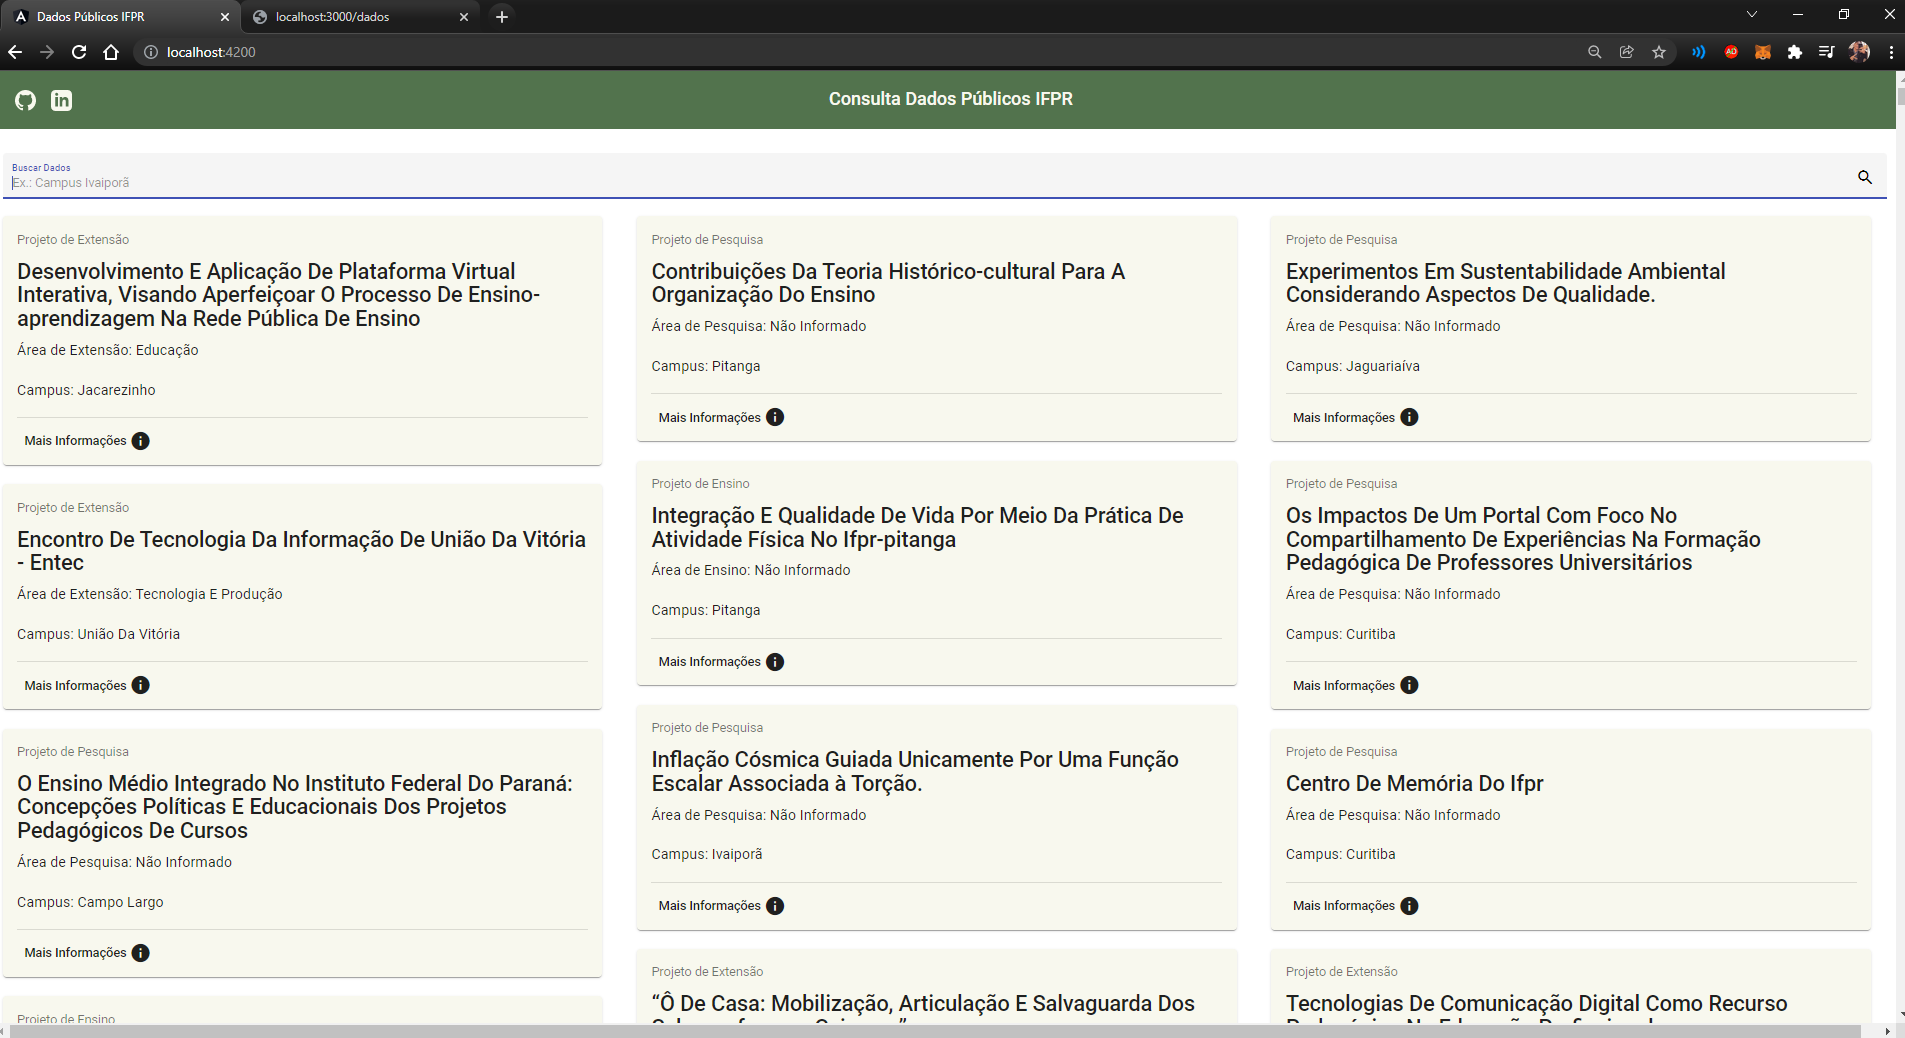 Dados Públicos IFPR
localhost:3000/dados
localhost:4200
Consulta Dados Públicos IFPR
Buscar Dados
Ex.: Campus Ivaiporã
Projeto de Extensão
Desenvolvimento E Aplicação De Plataforma Virtual
Interativa, Visando Aperfeiçoar O Processo De Ensino-
aprendizagem Na Rede Pública De Ensino
Área de Extensão: Educação
Campus: Jacarezinho
Mais Informações
Projeto de Extensão
Encontro De Tecnologia Da Informação De União Da Vitória
- Entec
Área de Extensão: Tecnologia E Produção
Campus: União Da Vitória
Mais Informações
Projeto de Pesquisa
O Ensino Médio Integrado No Instituto Federal Do Paraná:
Concepções Políticas E Educacionais Dos Projetos
Pedagógicos De Cursos
Área de Pesquisa: Não Informado
Campus: Campo Largo
Mais Informações
Projeto de Ensino
Projeto de Pesquisa
Contribuições Da Teoria Histórico-cultural Para A
Organização Do Ensino
Área de Pesquisa: Não Informado
Campus: Pitanga
Mais Informações
Projeto de Ensino
Integração E Qualidade De Vida Por Meio Da Prática De
Atividade Física No Ifpr-pitanga
Área de Ensino: Não Informado
Campus: Pitanga
Mais Informações
Projeto de Pesquisa
Inflação Cósmica Guiada Unicamente Por Uma Função
Escalar Associada à Torção.
Área de Pesquisa: Não Informado
Campus: Ivaiporã
Mais Informações
Projeto de Extensão
“Ô De Casa: Mobilização, Articulação E Salvaguarda Dos
Projeto de Pesquisa
Experimentos Em Sustentabilidade Ambiental
Considerando Aspectos De Qualidade.
Área de Pesquisa: Não Informado
Campus: Jaguariaíva
Mais Informações
Projeto de Pesquisa
Os Impactos De Um Portal Com Foco No
Compartilhamento De Experiências Na Formação
Pedagógica De Professores Universitários
Área de Pesquisa: Não Informado
Campus: Curitiba
Mais Informações
Projeto de Pesquisa
Centro De Memória Do Ifpr
Área de Pesquisa: Não Informado
Campus: Curitiba
Mais Informações
Projeto de Extensão
Tecnologias De Comunicação Digital Como Recurso